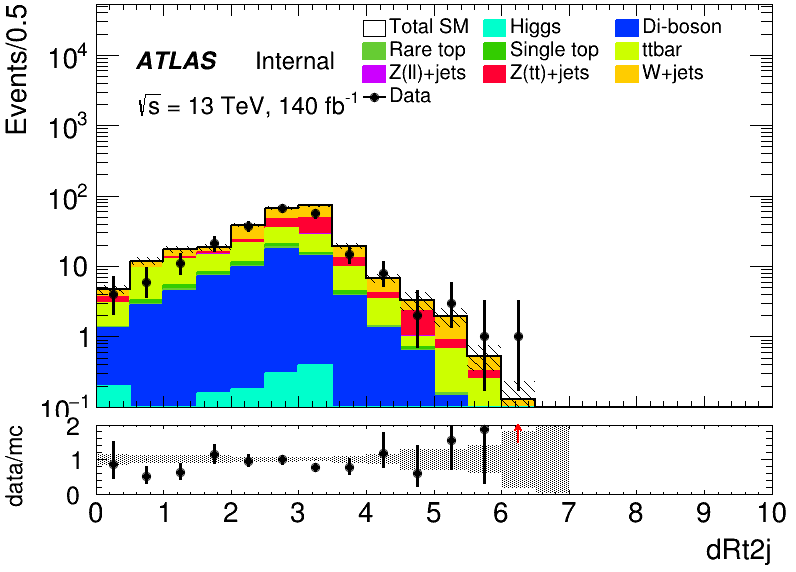 Events/0.5
10⁴
10³
10²
10
1
10⁻¹
ATLAS Internal
√s = 13 TeV, 140 fb⁻¹
Total SM Higgs Di-boson
Rare top Single top ttbar
Z(ll)+jets Z(tt)+jets W+jets
Data
data/mc
2
1
0
0 1 2 3 4 5 6 7 8 9 10
dRt2j